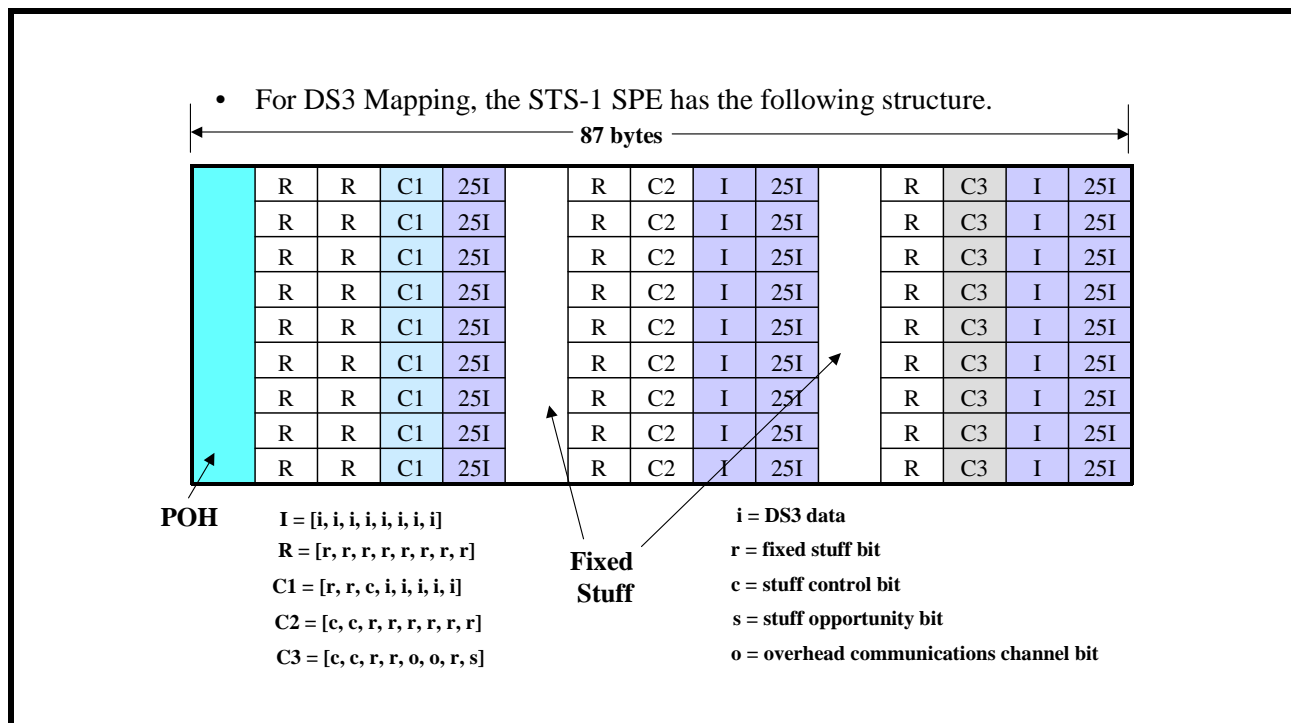 • For DS3 Mapping, the STS-1 SPE has the following structure.
87 bytes
R R C1 25I R C2 I 25I R C3 I 25I
R R C1 25I R C2 I 25I R C3 I 25I
R R C1 25I R C2 I 25I R C3 I 25I
R R C1 25I R C2 I 25I R C3 I 25I
R R C1 25I R C2 I 25I R C3 I 25I
R R C1 25I R C2 I 25I R C3 I 25I
R R C1 25I R C2 I 25I R C3 I 25I
R R C1 25I R C2 I 25I R C3 I 25I
R R C1 25I R C2 I 25I R C3 I 25I
POH
I = [i, i, i, i, i, i, i, i]
R = [r, r, r, r, r, r, r, r]
C1 = [r, r, c, i, i, i, i, i]
C2 = [c, c, r, r, r, r, r, r]
C3 = [c, c, r, r, o, o, r, s]
Fixed
Stuff
i = DS3 data
r = fixed stuff bit
c = stuff control bit
s = stuff opportunity bit
o = overhead communications channel bit